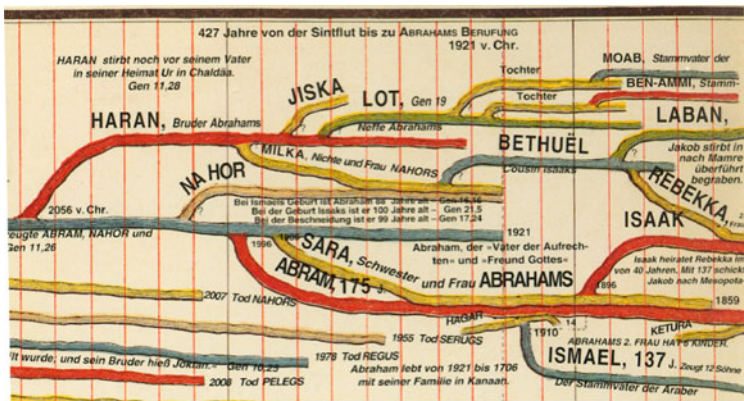 427 Jahre von der Sintflut bis zu ABRAHAMS BERUFUNG
1921 v. Chr.
HARAN stirbt noch vor seinem Vater
in seiner Heimat Ur in Chaldäa.
Gen 11,28
MOAB, Stammvater der
Tochter
BEN-AMMI, Stamm-
Tochter
JISKA
LOT, Gen 19
Neffe Abrahams
HARAN, Bruder Abrahams
LABAN,
BETHUËL
Cousin Isaaks
Jakob stirbt in
nach Mamre
überführt
begraben.
MILKA, Nichte und Frau NAHORS
NAHOR
REBEKKA,
Bei Ismaels Geburt ist Abraham 86 Jahre alt – Gen 16,16
Bei der Geburt Isaaks ist er 100 Jahre alt – Gen 21,5
Bei der Beschneidung ist er 99 Jahre alt – Gen 17,24
2056 v. Chr.
ISAAK
zeugte ABRAM, NAHOR und
Gen 11,26
1921
Abraham, der »Vater der Aufrech-
ten« und »Freund Gottes«
1996
SARA, Schwester und Frau ABRAHAMS
ABRAM, 175 J.
Isaak heiratet Rebekka im
von 40 Jahren. Mit 137 schickt
Jakob nach Mesopota-
1896
1859
2007 Tod NAHORS
HAGAR
1910
14
KETURA
ABRAHAMS 2. FRAU HAT 6 KINDER.
1955 Tod SERUGS
1978 Tod REGUS
ISMAEL, 137 J. Zeugt 12 Söhne
Der Stammvater der Araber
ilt wurde, und sein Bruder hieß Joktan.« Gen 10,25
2008 Tod PELEGS
Abraham lebt von 1921 bis 1706
mit seiner Familie in Kanaan.